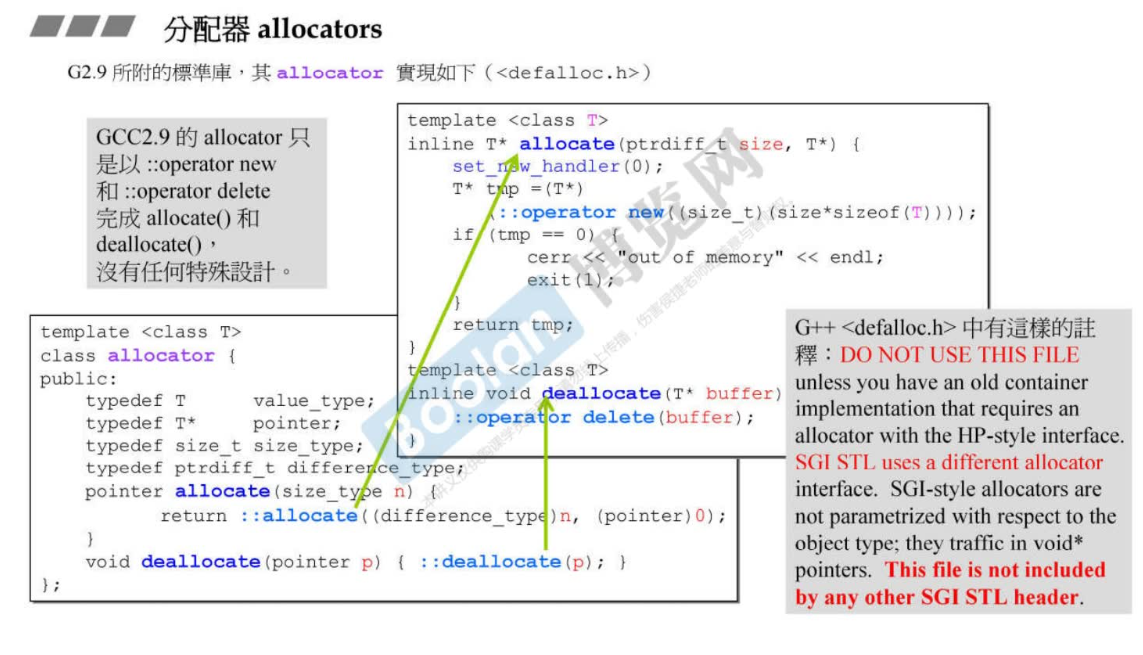 分配器 allocators
G2.9 所附的標準庫，其 allocator 實現如下（<defalloc.h>）
GCC2.9 的 allocator 只
是以 ::operator new
和 ::operator delete
完成 allocate() 和
deallocate()，
沒有任何特殊設計。
template <class T>
inline T* allocate(ptrdiff_t size, T*) {
set_new_handler(0);
T* tmp =(T*)
(::operator new((size_t)(size*sizeof(T))));
if (tmp == 0) {
cerr << "out of memory" << endl;
exit(1);
}
return tmp;
}
template <class T>
inline void deallocate(T* buffer)
::operator delete(buffer);
}
template <class T>
class allocator {
public:
typedef T value_type;
typedef T* pointer;
typedef size_t size_type;
typedef ptrdiff_t difference_type;
pointer allocate(size_type n) {
return ::allocate((difference_type)n, (pointer)0);
}
void deallocate(pointer p) { ::deallocate(p); }
};
G++ <defalloc.h> 中有這樣的註
釋：DO NOT USE THIS FILE
unless you have an old container
implementation that requires an
allocator with the HP-style interface.
SGI STL uses a different allocator
interface. SGI-style allocators are
not parametrized with respect to the
object type; they traffic in void*
pointers. This file is not included
by any other SGI STL header.
Boolan 博览网